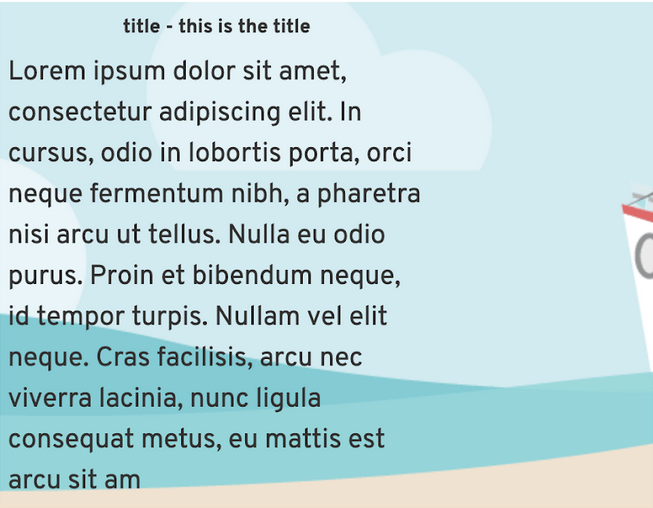 title - this is the title
Lorem ipsum dolor sit amet,
consectetur adipiscing elit. In
cursus, odio in lobortis porta, orci
neque fermentum nibh, a pharetra
nisi arcu ut tellus. Nulla eu odio
purus. Proin et bibendum neque,
id tempor turpis. Nullam vel elit
neque. Cras facilisis, arcu nec
viverra lacinia, nunc ligula
consequat metus, eu mattis est
arcu sit am